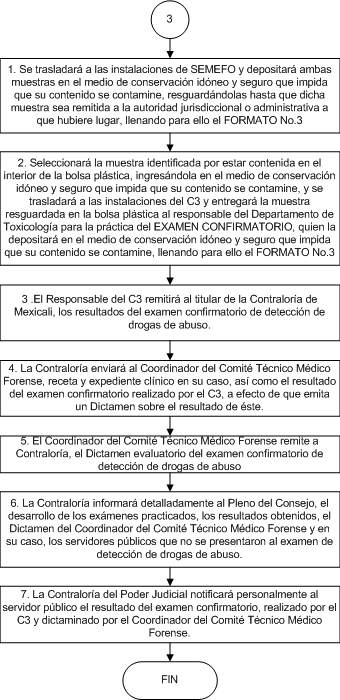 3
1. Se trasladará a las instalaciones de SEMEFO y depositará ambas
muestras en el medio de conservación idóneo y seguro que impida
que su contenido se contamine, resguardándolas hasta que dicha
muestra sea remitida a la autoridad jurisdiccional o administrativa a
que hubiere lugar, llenando para ello el FORMATO No.3
2. Seleccionará la muestra identificada por estar contenida en el
interior de la bolsa plástica, ingresándola en el medio de conservación
idóneo y seguro que impida que su contenido se contamine, y se
trasladará a las instalaciones del C3 y entregará la muestra
resguardada en la bolsa plástica al responsable del Departamento de
Toxicología para la práctica del EXAMEN CONFIRMATORIO, quien la
depositará en el medio de conservación idóneo y seguro que impida
que su contenido se contamine, llenando para ello el FORMATO No.3
3 .El Responsable del C3 remitirá al titular de la Contraloría de
Mexicali, los resultados del examen confirmatorio de detección de
drogas de abuso.
4. La Contraloría enviará al Coordinador del Comité Técnico Médico
Forense, receta y expediente clínico en su caso, así como el resultado
del examen confirmatorio realizado por el C3, a efecto de que emita
un Dictamen sobre el resultado de éste.
5. El Coordinador del Comité Técnico Médico Forense remite a
Contraloría, el Dictamen evaluatorio del examen confirmatorio de
detección de drogas de abuso
6. La Contraloría informará detalladamente al Pleno del Consejo, el
desarrollo de los exámenes practicados, los resultados obtenidos, el
Dictamen del Coordinador del Comité Técnico Médico Forense y en
su caso, los servidores públicos que no se presentaron al examen de
detección de drogas de abuso.
7. La Contraloría del Poder Judicial notificará personalmente al
servidor público el resultado del examen confirmatorio, realizado por el
C3 y dictaminado por el Coordinador del Comité Técnico Médico
Forense.
FIN